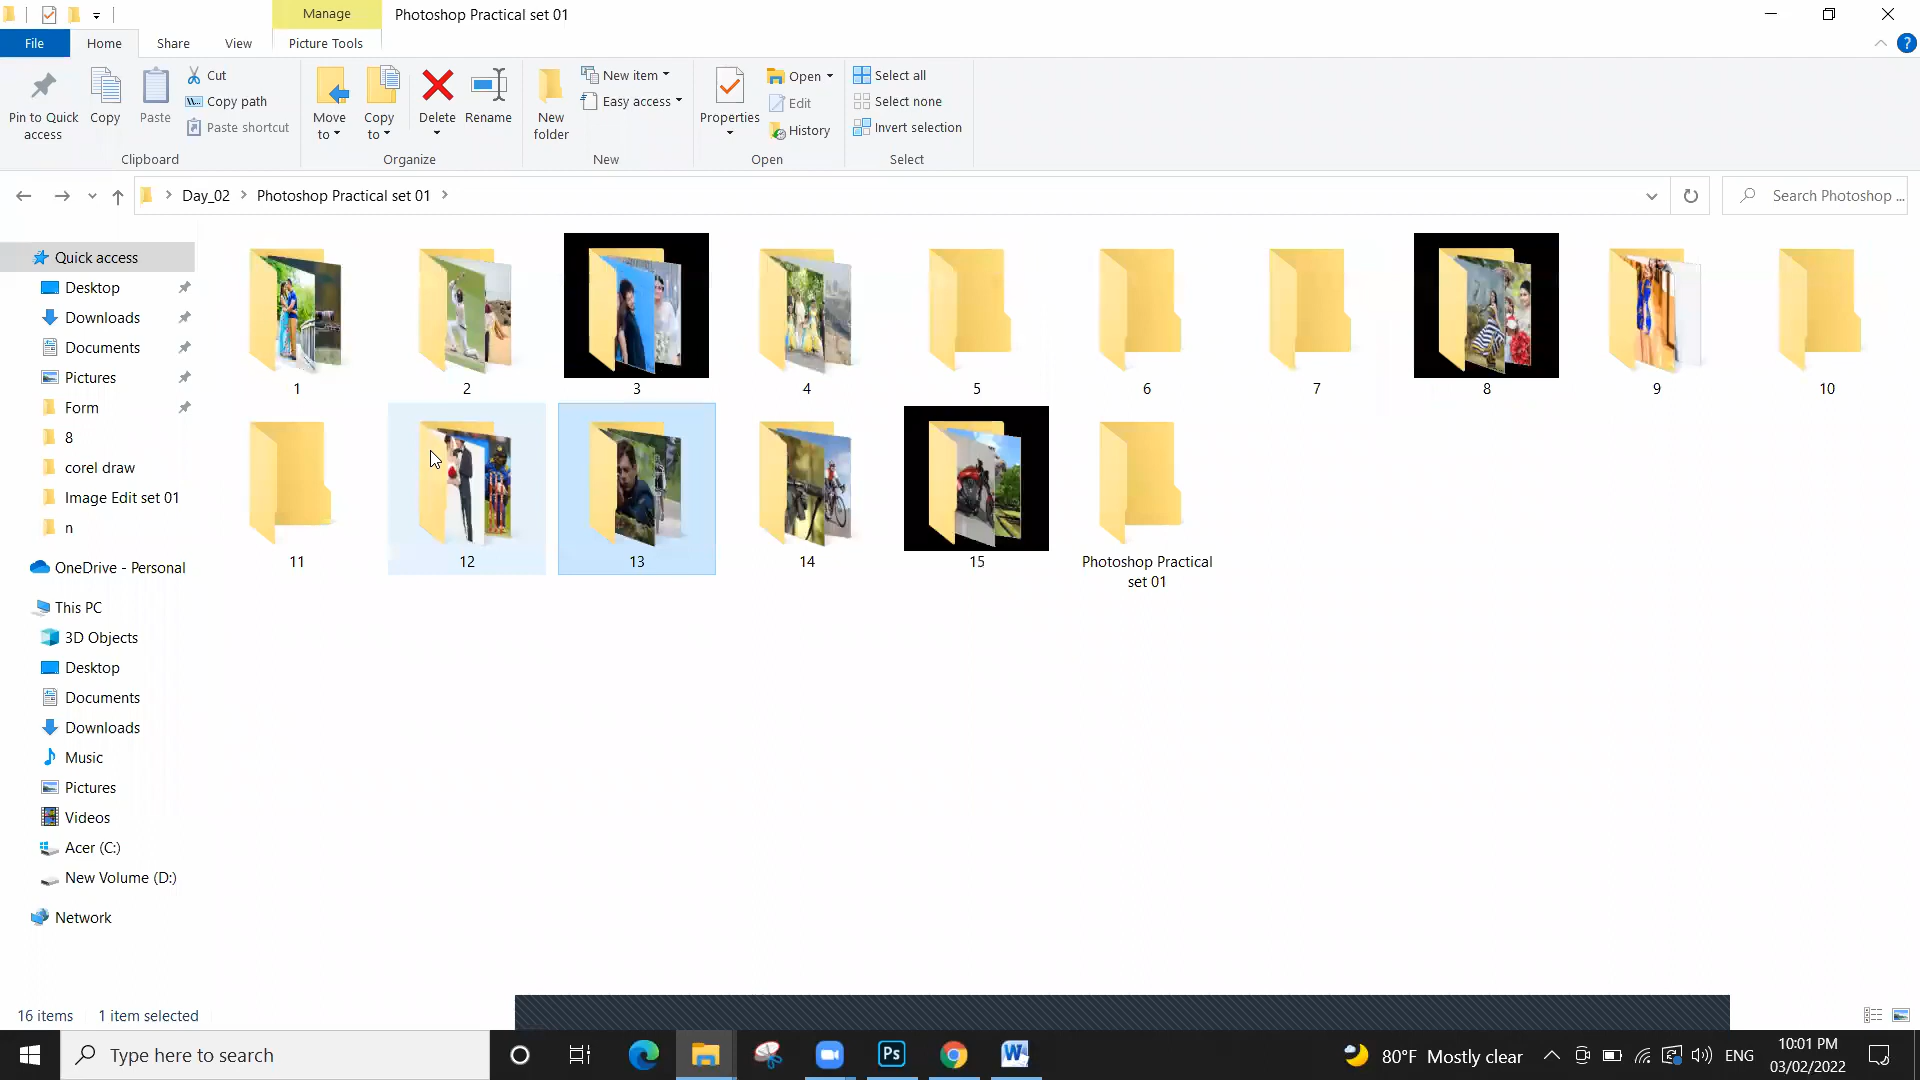 Manage
Photoshop Practical set 01
File
Home
Share
View
Picture Tools
Pin to Quick access
Copy
Paste
Cut
Copy path
Paste shortcut
Clipboard
Move to
Copy to
Delete
Rename
Organize
New folder
New item
Easy access
New
Properties
Open
Edit
History
Open
Select all
Select none
Invert selection
Select
Day_02
Photoshop Practical set 01
Search Photoshop ...
Quick access
Desktop
Downloads
Documents
Pictures
Form
8
corel draw
Image Edit set 01
n
OneDrive - Personal
This PC
3D Objects
Desktop
Documents
Downloads
Music
Pictures
Videos
Acer (C:)
New Volume (D:)
Network
1
2
3
4
5
6
7
8
9
10
11
12
13
14
15
Photoshop Practical
set 01
16 items
1 item selected
Type here to search
Ps
W
80°F Mostly clear
ENG
10:01 PM
03/02/2022